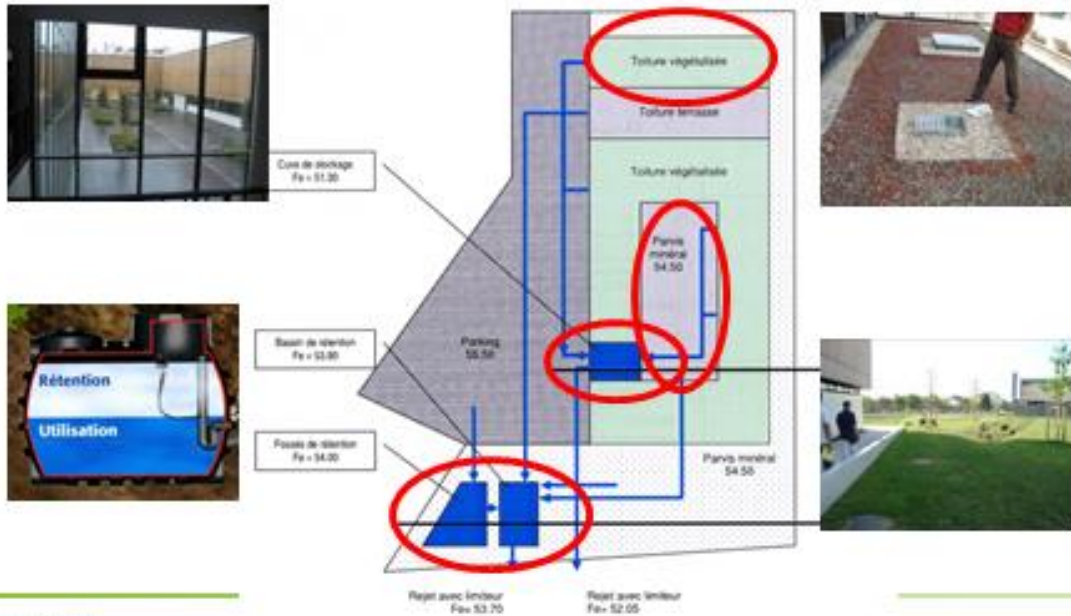 Toiture végétalisée
Toiture terrasse
Cuve de stockage
Fe = 51.30
Toiture végétalisée
Parvis
minéral
54.50
Bassin de rétention
Fe = 53.80
Parking
55.50
Rétention
Utilisation
Fossés de rétention
Fe = 54.00
Parvis minéral
54.50
Rejet avec limiteur
Fe= 53.70
Rejet avec limiteur
Fe= 52.05